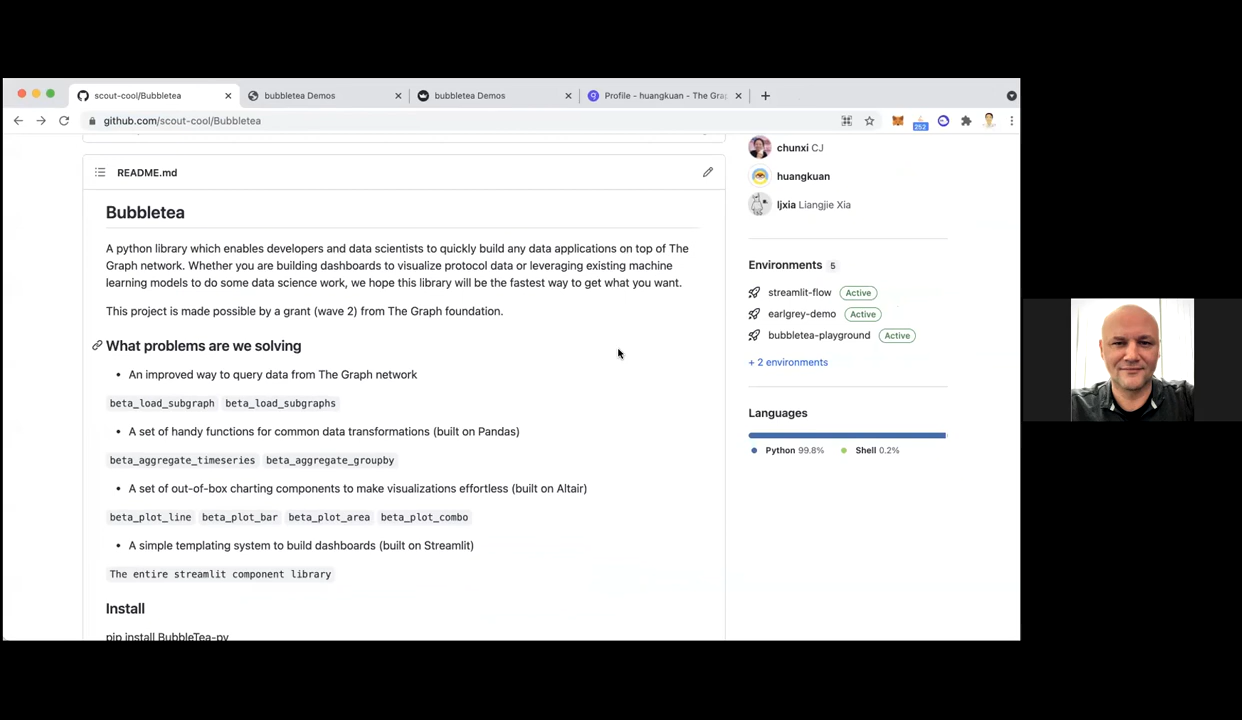 scout-cool/Bubbletea
bubbletea Demos
bubbletea Demos
Profile - huangkuan - The Gra
github.com/scout-cool/Bubbletea
252
README.md
Bubbletea
A python library which enables developers and data scientists to quickly build any data applications on top of The
Graph network. Whether you are building dashboards to visualize protocol data or leveraging existing machine
learning models to do some data science work, we hope this library will be the fastest way to get what you want.
This project is made possible by a grant (wave 2) from The Graph foundation.
What problems are we solving
• An improved way to query data from The Graph network
beta_load_subgraph beta_load_subgraphs
• A set of handy functions for common data transformations (built on Pandas)
beta_aggregate_timeseries beta_aggregate_groupby
• A set of out-of-box charting components to make visualizations effortless (built on Altair)
beta_plot_line beta_plot_bar beta_plot_area beta_plot_combo
• A simple templating system to build dashboards (built on Streamlit)
The entire streamlit component library
Install
pip install BubbleTea-py
chunxi CJ
huangkuan
ljxia Liangjie Xia
Environments 5
streamlit-flow Active
earlgrey-demo Active
bubbletea-playground Active
+ 2 environments
Languages
Python 99.8% Shell 0.2%